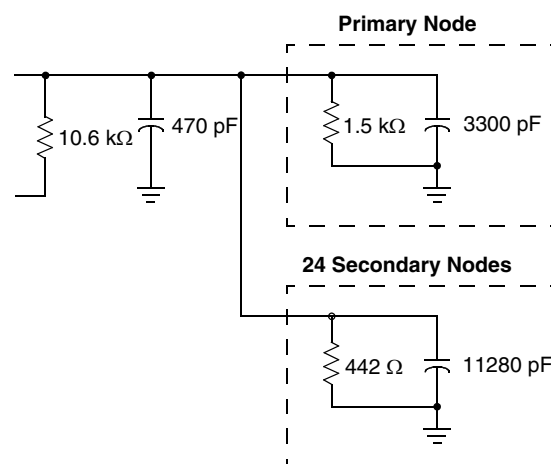 Primary Node
10.6 kΩ
470 pF
1.5 kΩ
3300 pF
24 Secondary Nodes
442 Ω
11280 pF